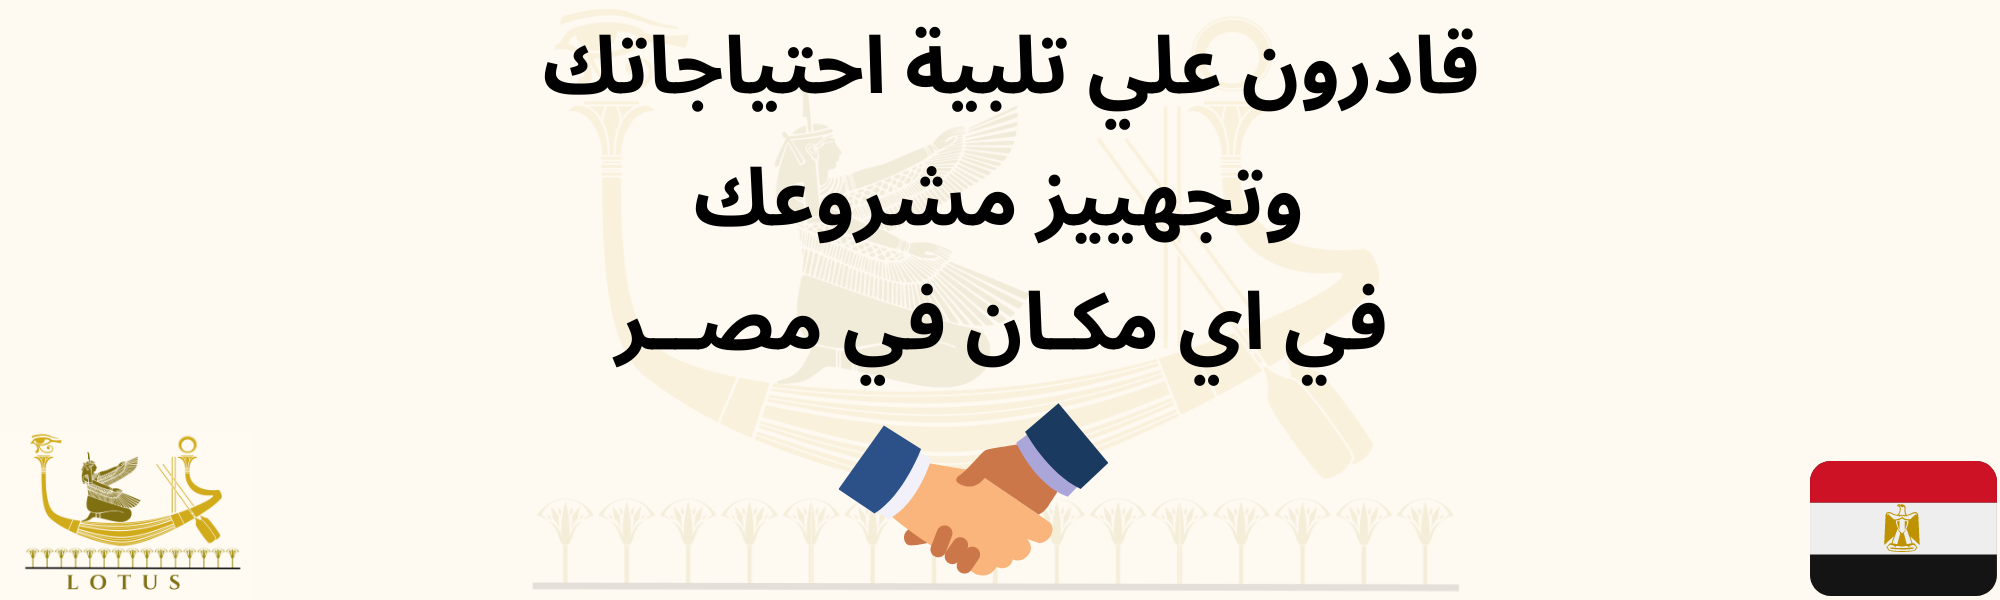 قادرون علي تلبية احتياجاتك
وتجهييز مشروعك
في اي مكـان في مصــر
LOTUS